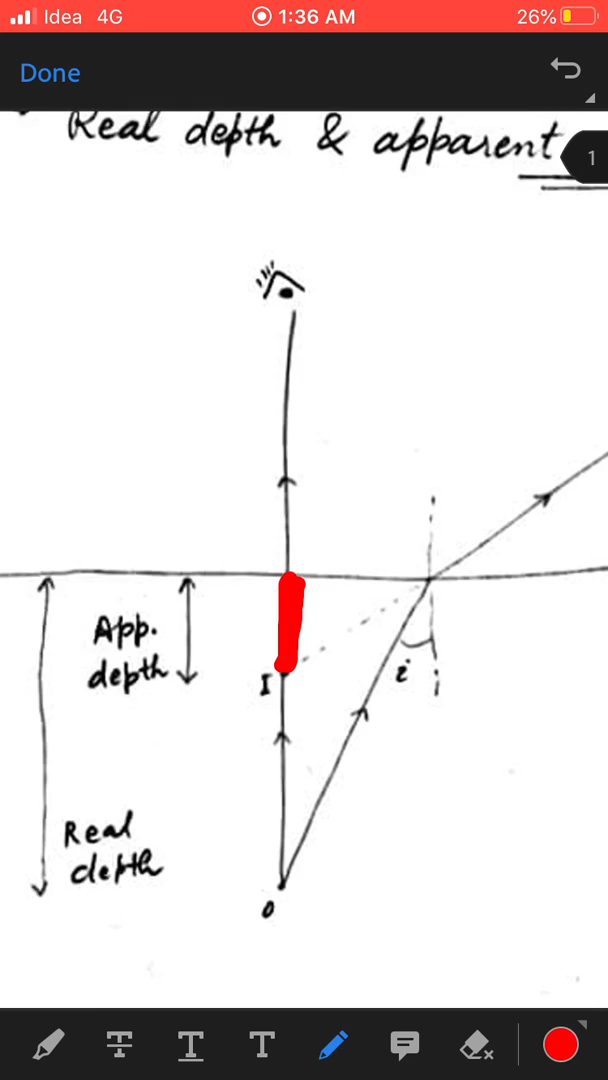 Idea 4G 1:36 AM 26%
Done
Real depth & apparent
1
App.
depth
I
i
Real
depth
O
T T T